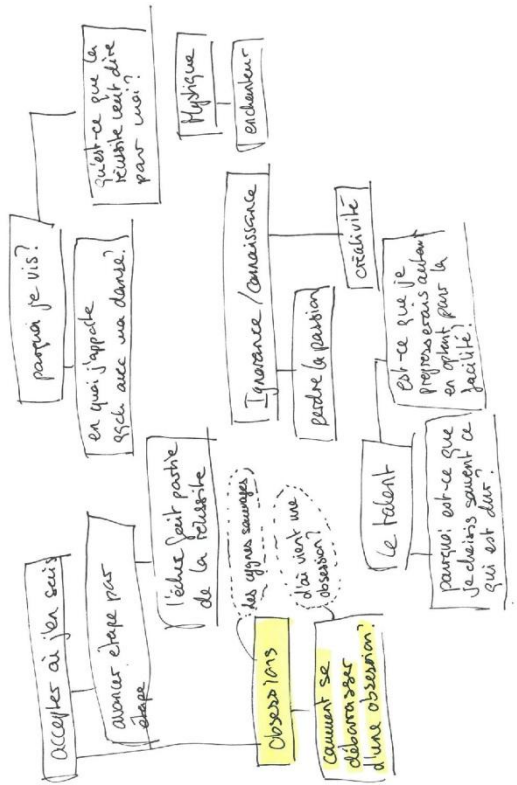 accepter où j'en suis
avancer étape par
étape
l'échec fait partie
de la réussite
Obsessions
Les cygnes sauvages,
d'où vient une
obsession?
comment se
débarrasser
d'une obsession?
pourquoi je vis?
en quoi j'apporte
qqch avec ma danse?
qu'est-ce que la
réussite veut dire
pour moi?
Ignorance / connaissance
perdre la passion
créativité
Mystique
enchanteur
Le talent
pourquoi est-ce que
je choisis souvent ce
qui est dur?
est-ce que je
progresserais autant
en optant pour la
facilité?